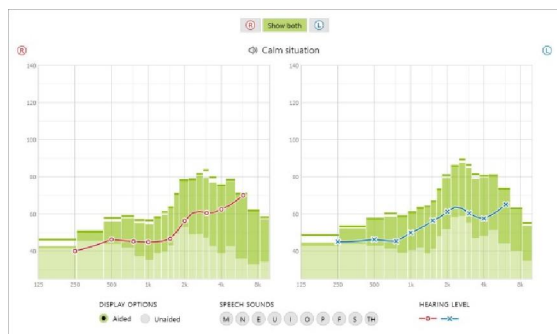 R Show both L
R Calm situation L
140 140
120 120
100 100
80 80
60 60
40 40
125 250 500 1k 2k 4k 8k 125 250 500 1k 2k 4k 8k
DISPLAY OPTIONS SPEECH SOUNDS HEARING LEVEL
Aided Unaided M N E U I O P F S TH